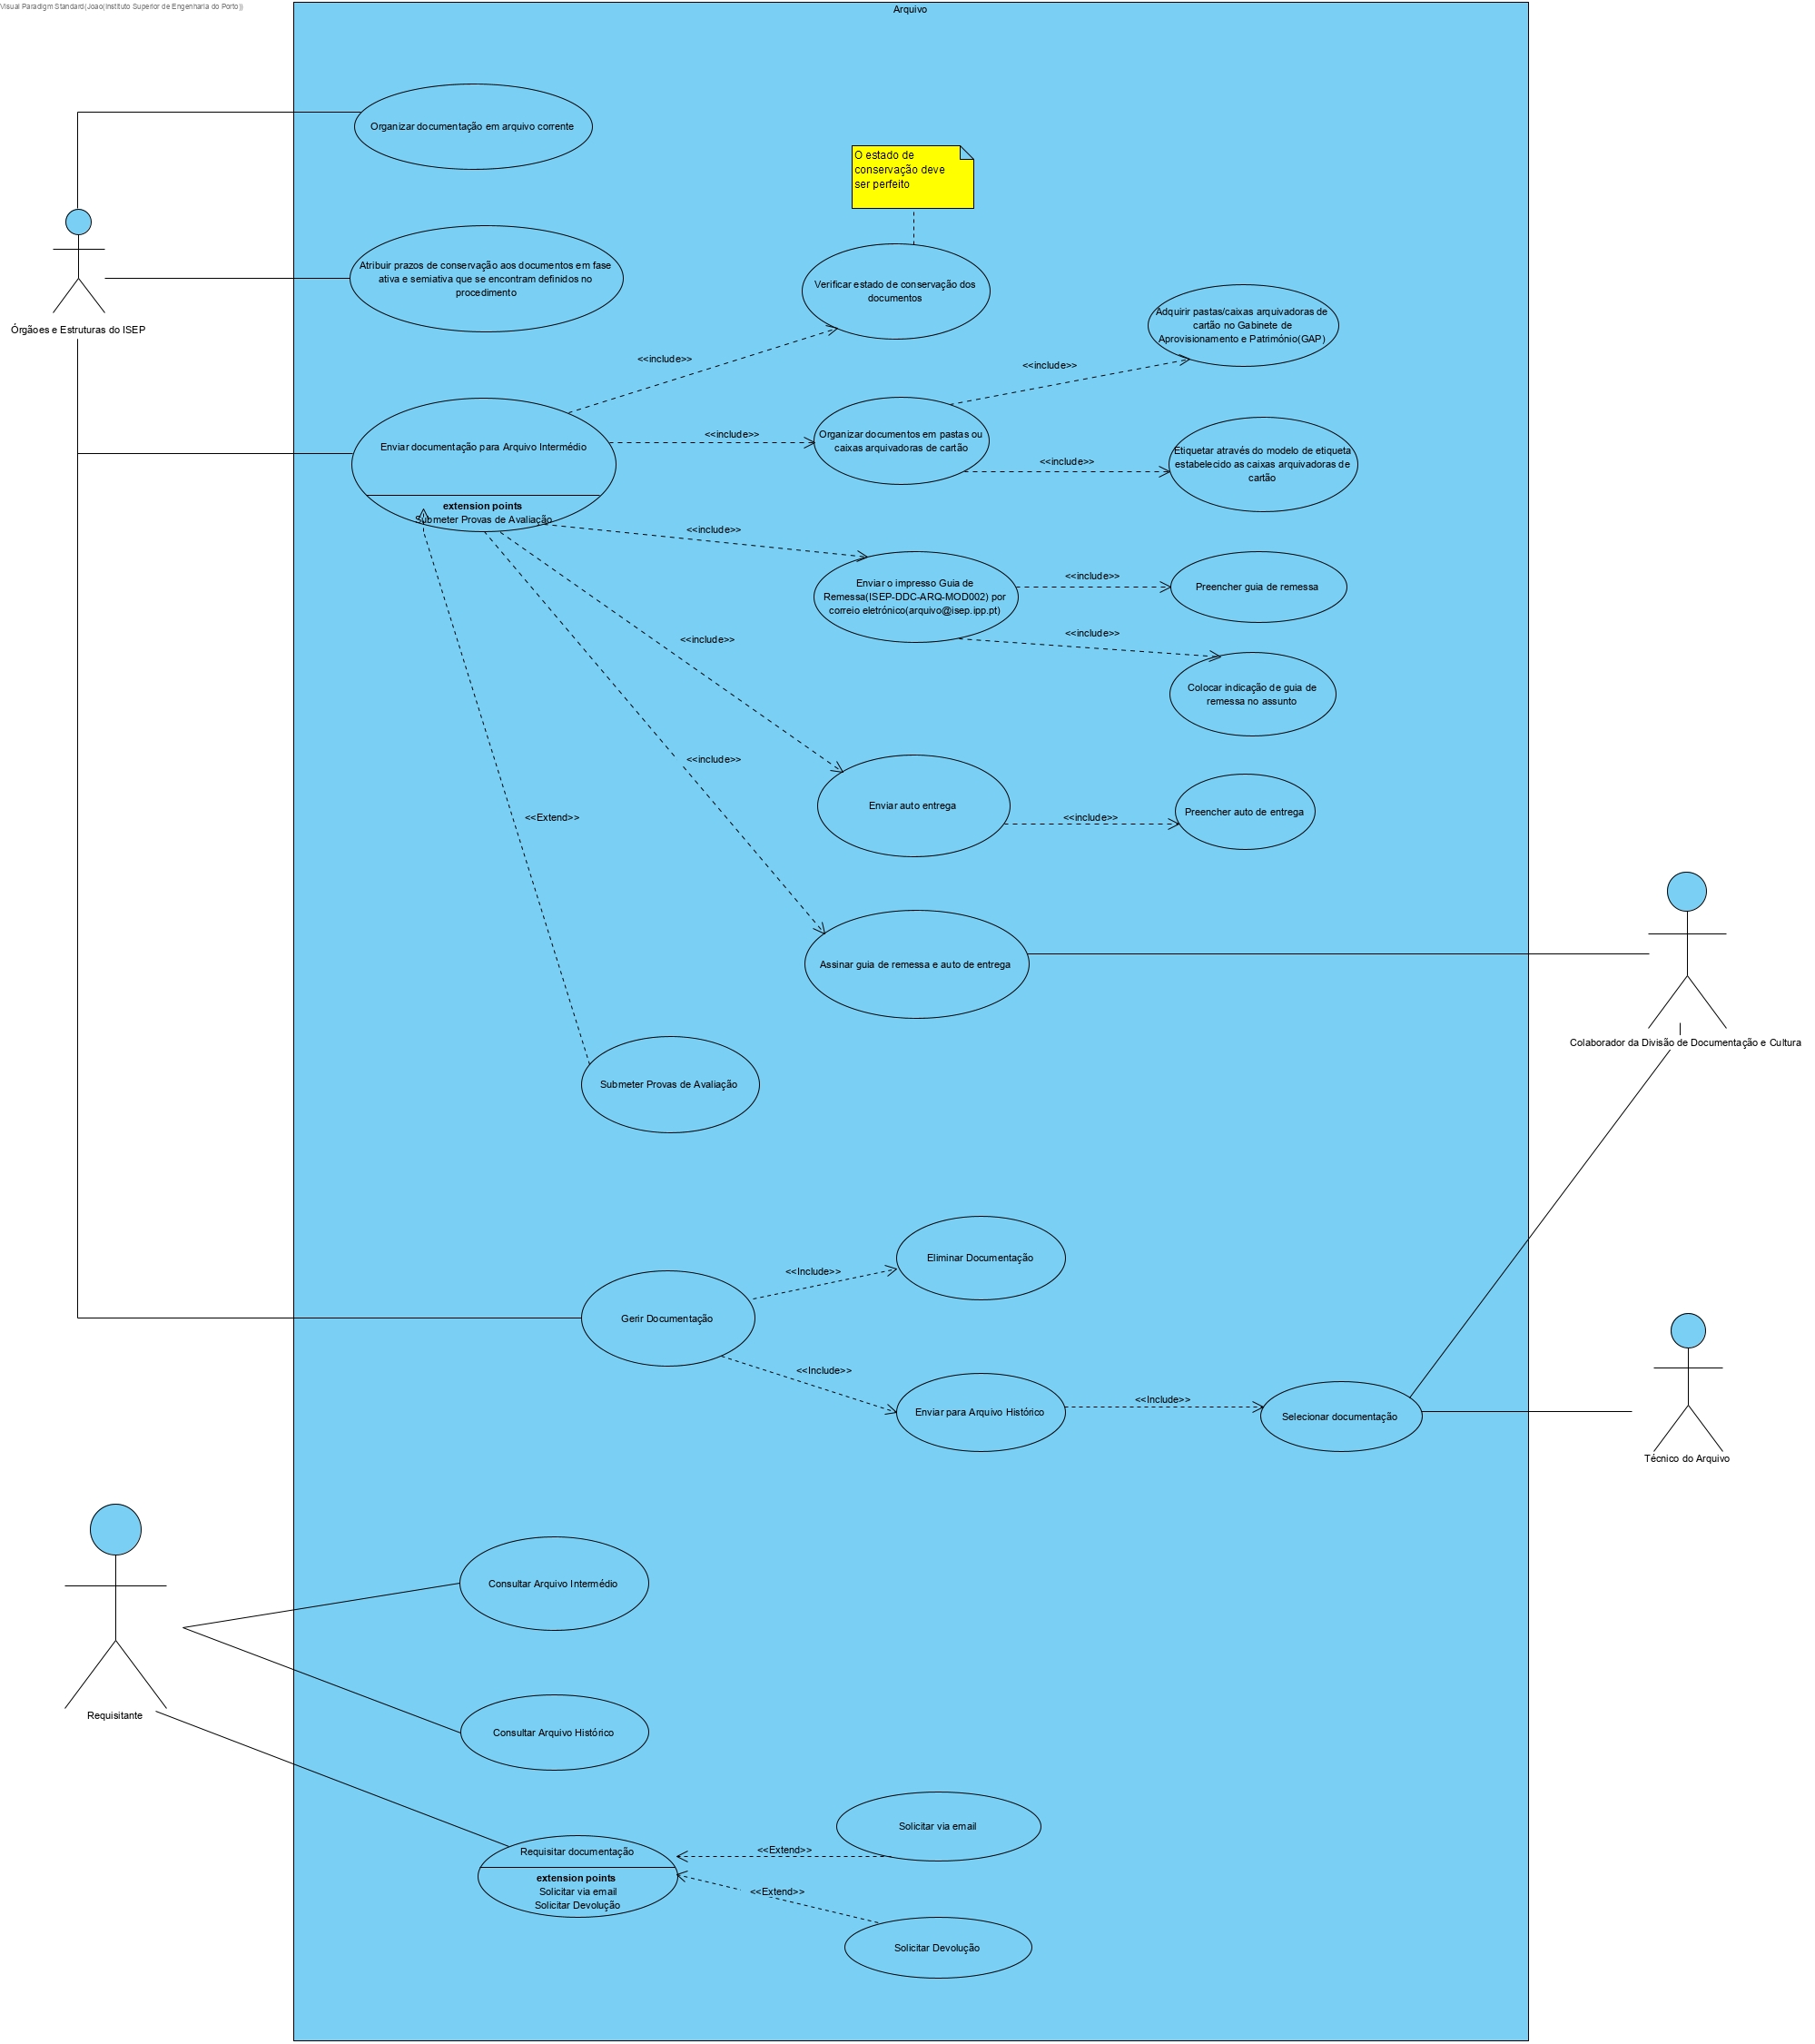 Visual Paradigm Standard(Joao(Instituto Superior de Engenharia do Porto))
Arquivo
Organizar documentação em arquivo corrente
O estado de
conservação deve
ser perfeito
Atribuir prazos de conservação aos documentos em fase
ativa e semiativa que se encontram definidos no
procedimento
Verificar estado de conservação dos
documentos
Órgãoes e Estruturas do ISEP
Adquirir pastas/caixas arquivadoras de
cartão no Gabinete de
Aprovisionamento e Património(GAP)
<<include>>
<<include>>
Enviar documentação para Arquivo Intermédio
extension points
Submeter Provas de Avaliação
<<include>>
Organizar documentos em pastas ou
caixas arquivadoras de cartão
<<include>>
Etiquetar através do modelo de etiqueta
estabelecido as caixas arquivadoras de
cartão
<<include>>
Enviar o impresso Guia de
Remessa(ISEP-DDC-ARQ-MOD002) por
correio eletrónico(arquivo@isep.ipp.pt)
<<include>>
Preencher guia de remessa
<<include>>
<<include>>
Colocar indicação de guia de
remessa no assunto
<<include>>
Enviar auto entrega
<<include>>
Preencher auto de entrega
<<Extend>>
Assinar guia de remessa e auto de entrega
Colaborador da Divisão de Documentação e Cultura
Submeter Provas de Avaliação
Eliminar Documentação
<<Include>>
Gerir Documentação
<<Include>>
Enviar para Arquivo Histórico
<<Include>>
Selecionar documentação
Técnico do Arquivo
Consultar Arquivo Intermédio
Requisitante
Consultar Arquivo Histórico
Solicitar via email
<<Extend>>
Requisitar documentação
extension points
Solicitar via email
Solicitar Devolução
<<Extend>>
Solicitar Devolução